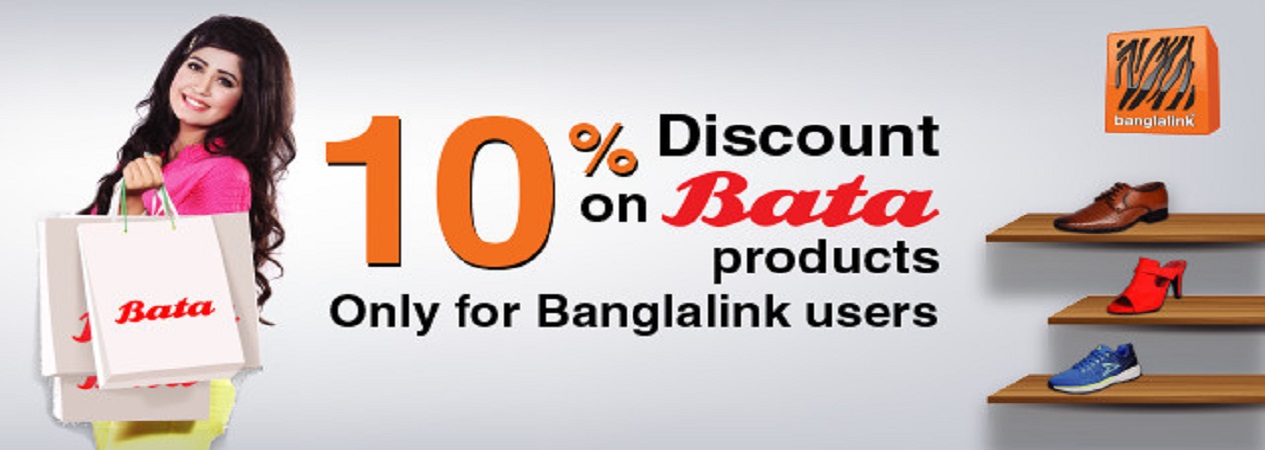 10% Discount
on Bata
products
Only for Banglalink users
banglalink
Bata